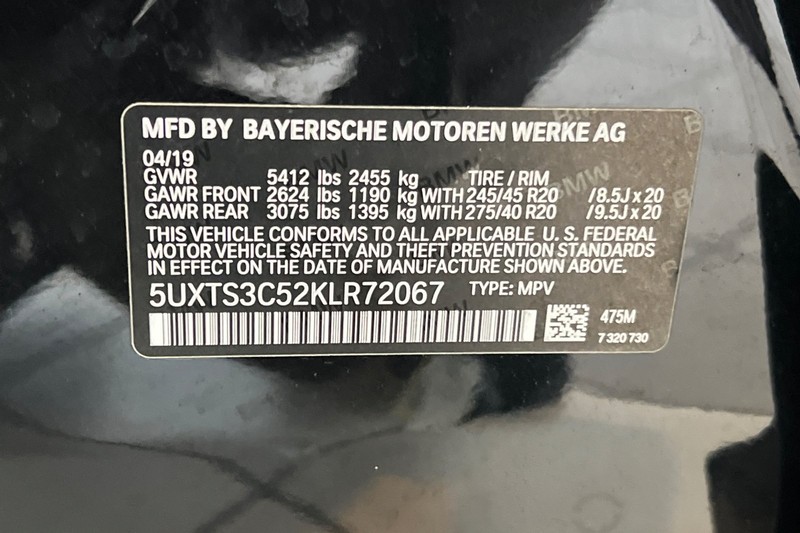 MFD BY BAYERISCHE MOTOREN WERKE AG
04/19
GVWR 5412 lbs 2455 kg TIRE / RIM
GAWR FRONT 2624 lbs 1190 kg WITH 245/45 R20 /8.5J x 20
GAWR REAR 3075 lbs 1395 kg WITH 275/40 R20 /9.5J x 20
THIS VEHICLE CONFORMS TO ALL APPLICABLE U. S. FEDERAL
MOTOR VEHICLE SAFETY AND THEFT PREVENTION STANDARDS
IN EFFECT ON THE DATE OF MANUFACTURE SHOWN ABOVE.
5UXTS3C52KLR72067 TYPE: MPV
475M
7 320 730